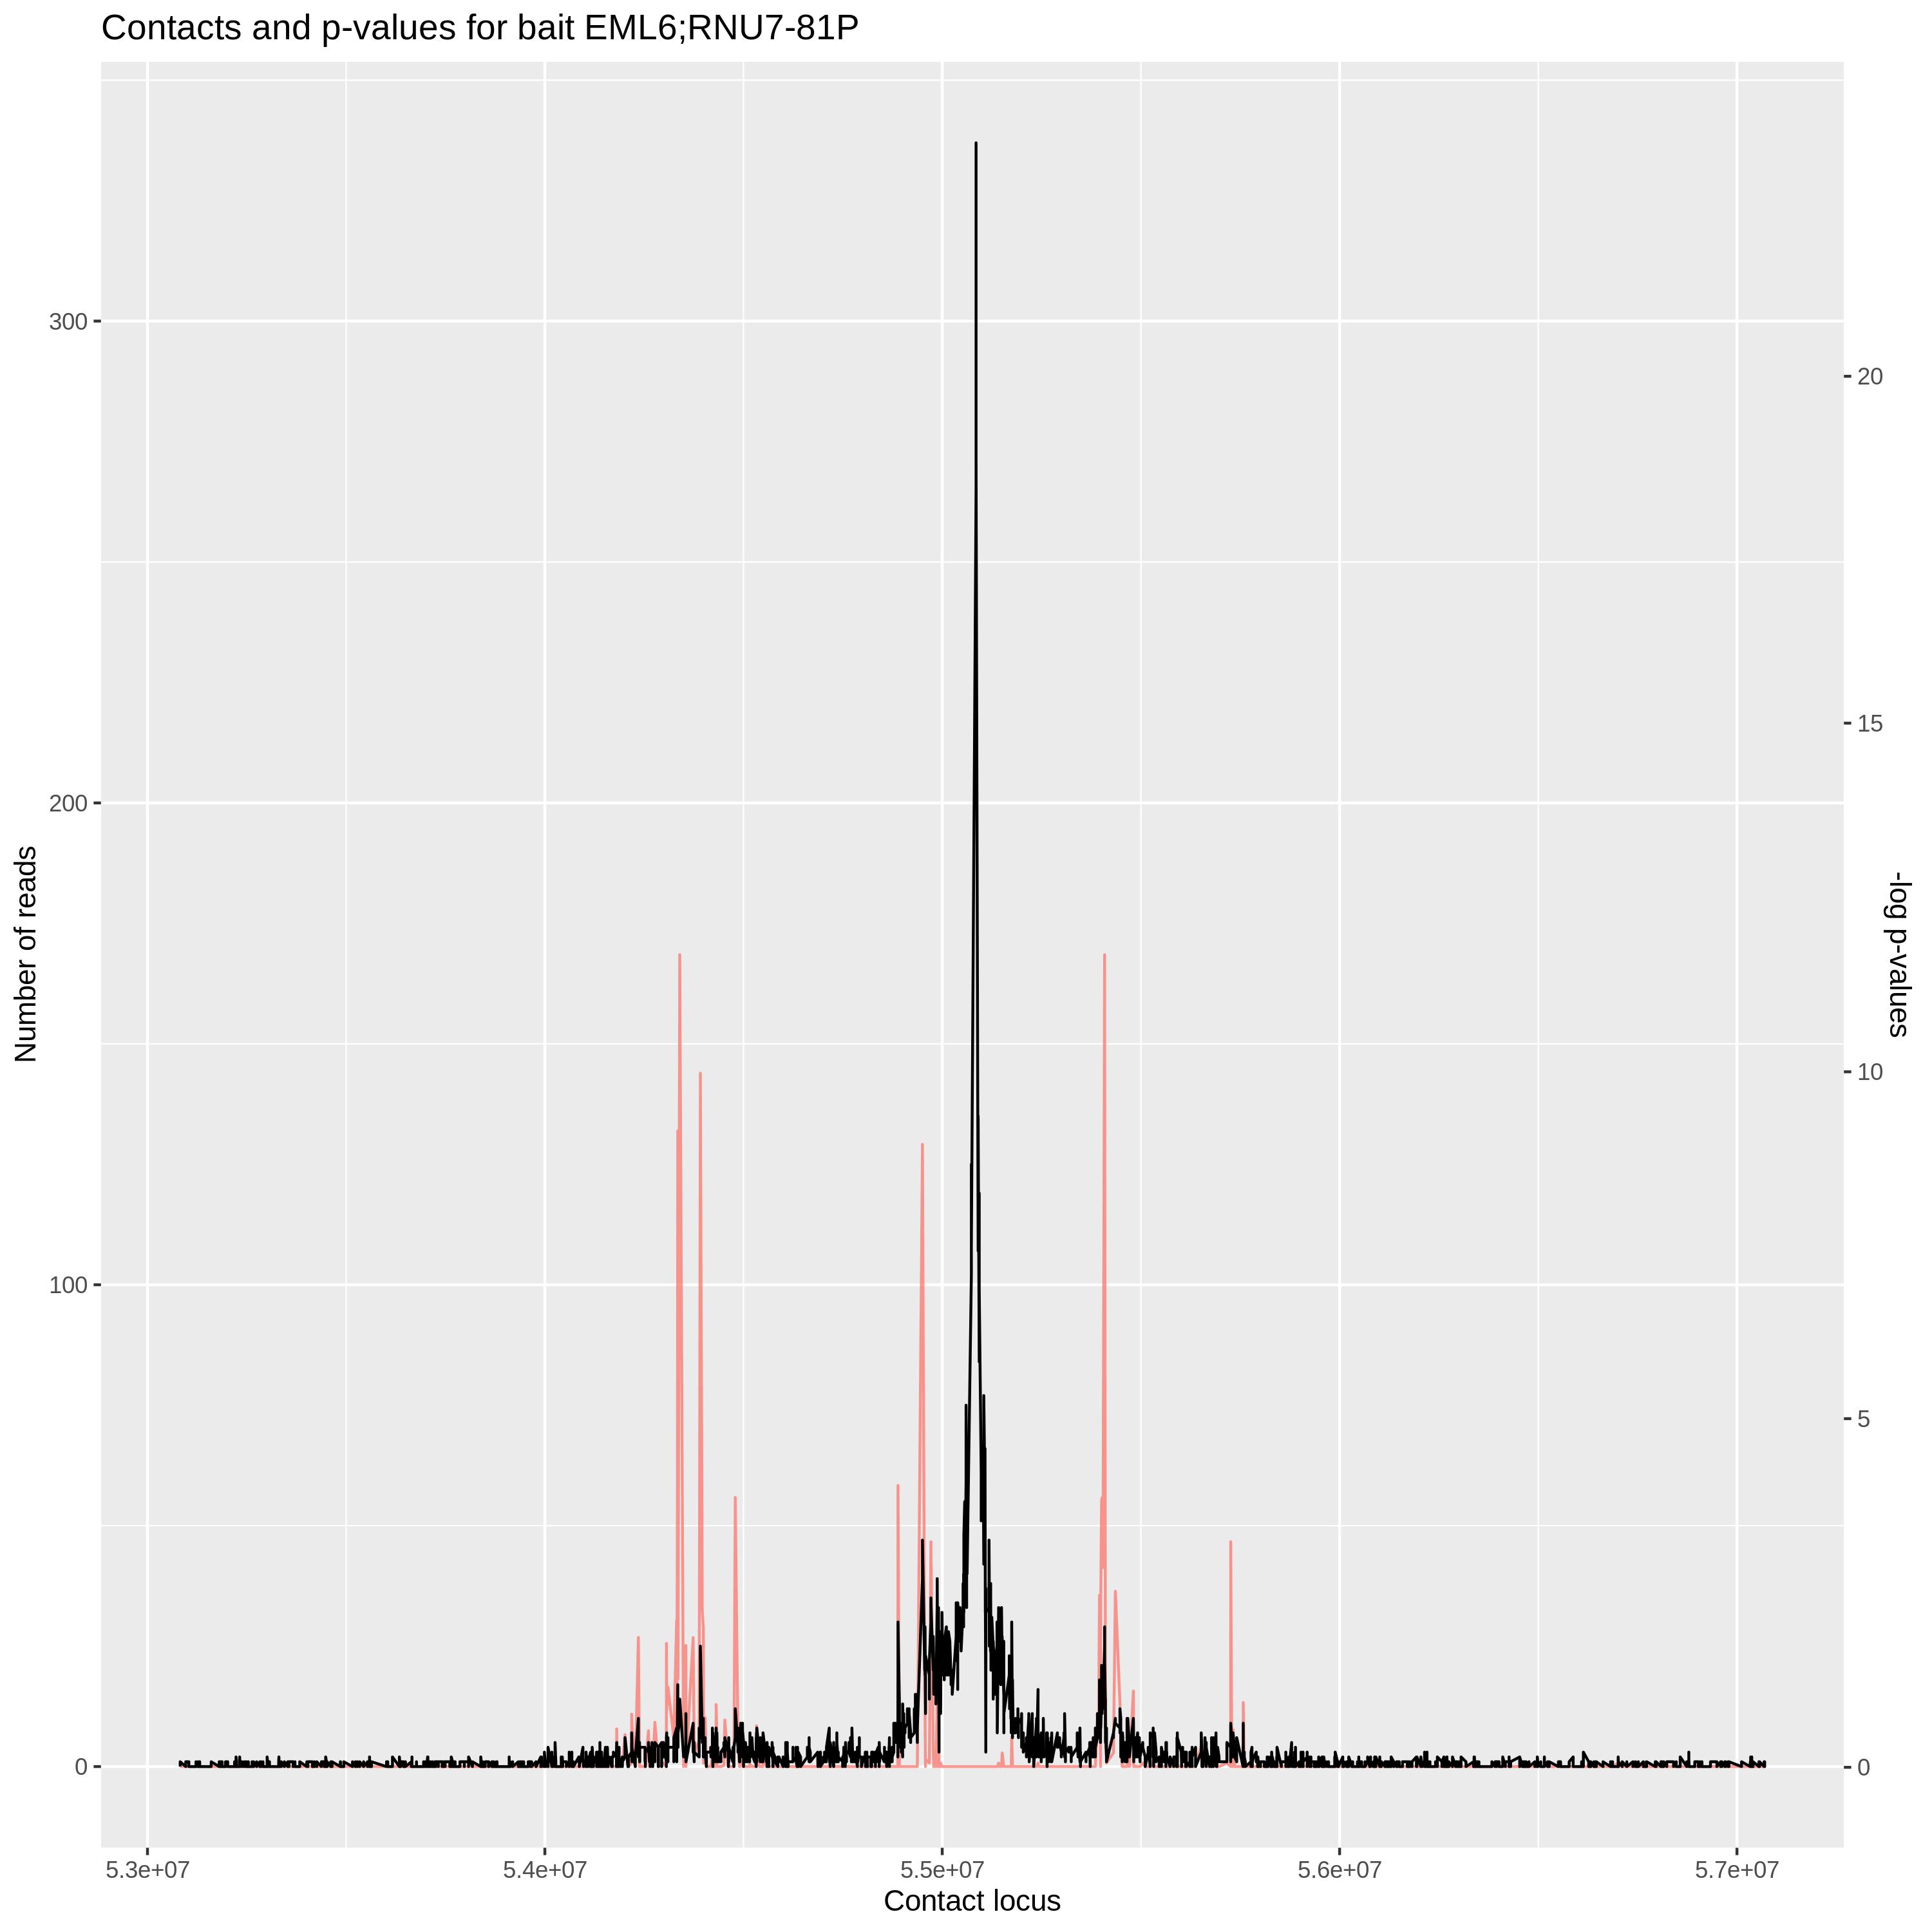 Contacts and p-values for bait EML6;RNU7-81P
300
200
100
0
Number of reads
20
15
10
5
0
-log p-values
5.3e+07 5.4e+07 5.5e+07 5.6e+07 5.7e+07
Contact locus